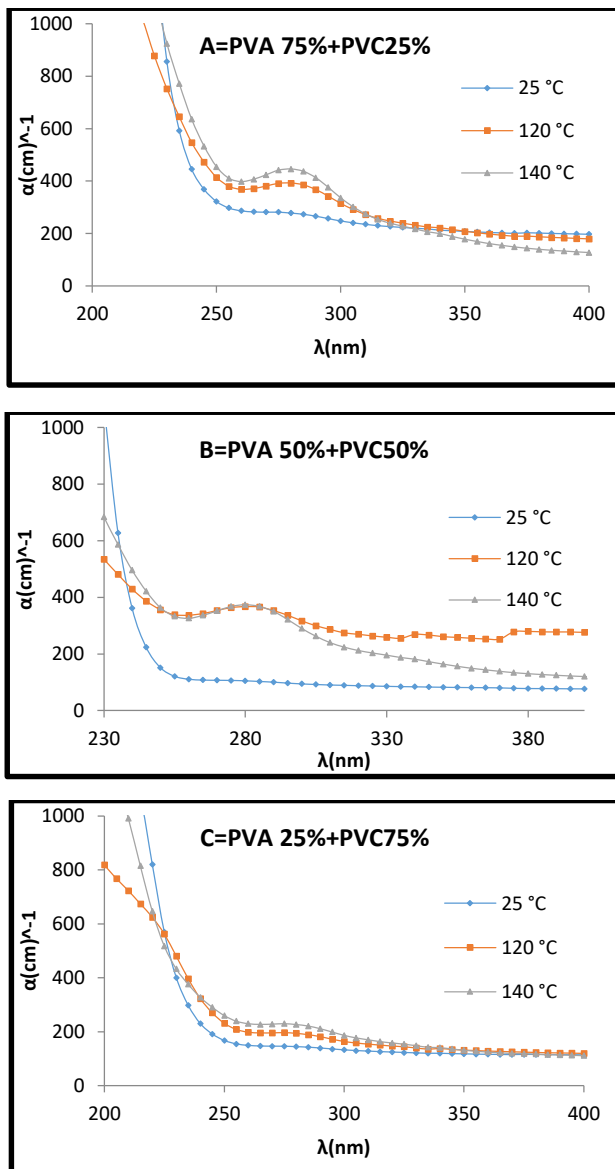 A=PVA 75%+PVC25%
1000
800
600
400
200
0
α(cm)^-1
25 °C
120 °C
140 °C
200 250 300 350 400
λ(nm)
B=PVA 50%+PVC50%
1000
800
600
400
200
0
α(cm)^-1
25 °C
120 °C
140 °C
230 280 330 380
λ(nm)
C=PVA 25%+PVC75%
1000
800
600
400
200
0
α(cm)^-1
25 °C
120 °C
140 °C
200 250 300 350 400
λ(nm)